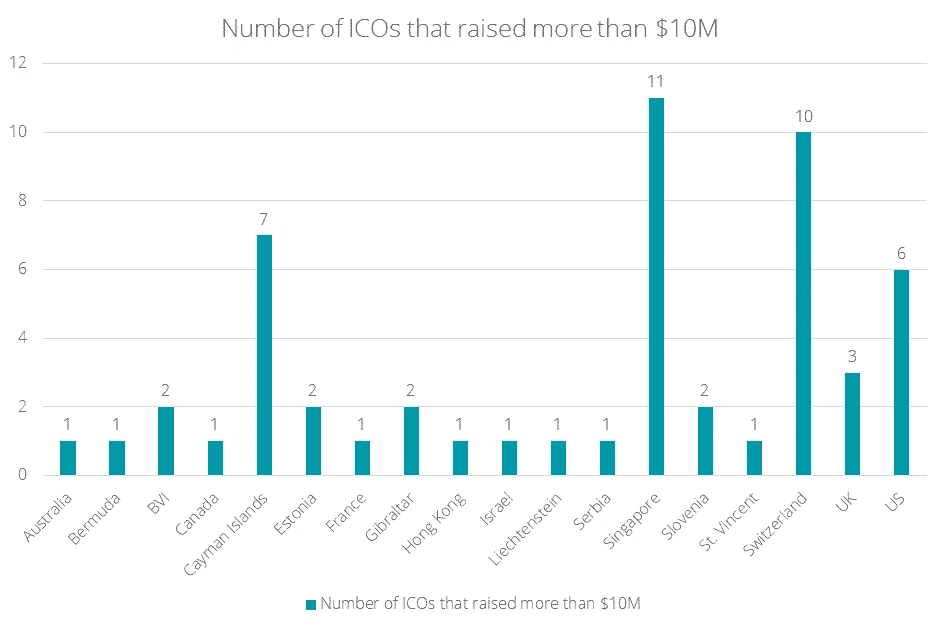 Number of ICOs that raised more than $10M
12
10
8
6
4
2
0
1
1
2
1
7
2
1
2
1
1
1
1
11
2
1
10
3
6
Australia
Bermuda
BVI
Canada
Cayman Islands
Estonia
France
Gibraltar
Hong Kong
Israel
Liechtenstein
Serbia
Singapore
Slovenia
St. Vincent
Switzerland
UK
US
Number of ICOs that raised more than $10M